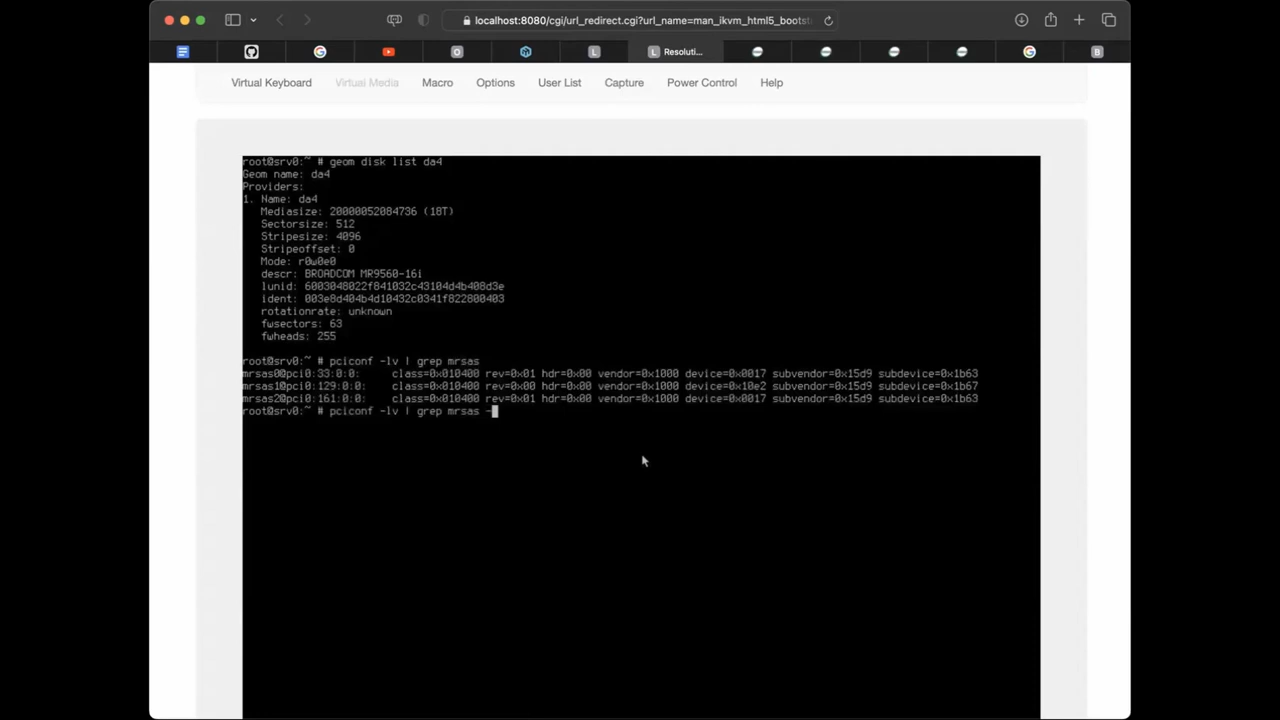 localhost:8080/cgi/url_redirect.cgi?url_name=man_ikvm_html5_bootst
L Resoluti...
Virtual Keyboard Virtual Media Macro Options User List Capture Power Control Help
root@srv0:~ # geom disk list da4
Geom name: da4
Providers:
1. Name: da4
Mediasize: 20000052084736 (18T)
Sectorsize: 512
Stripesize: 4096
Stripeoffset: 0
Mode: r0w0e0
descr: BROADCOM MR9560-16i
lunid: 6003048022f841032c43104d4b408d3e
ident: 003e8d404b4d10432c0341f822800403
rotationrate: unknown
fwsectors: 63
fwheads: 255
root@srv0:~ # pciconf -lv | grep mrsas
mrsas0@pci0:33:0:0: class=0x010400 rev=0x01 hdr=0x00 vendor=0x1000 device=0x0017 subvendor=0x15d9 subdevice=0x1b63
mrsas1@pci0:129:0:0: class=0x010400 rev=0x00 hdr=0x00 vendor=0x1000 device=0x10e2 subvendor=0x15d9 subdevice=0x1b67
mrsas2@pci0:161:0:0: class=0x010400 rev=0x01 hdr=0x00 vendor=0x1000 device=0x0017 subvendor=0x15d9 subdevice=0x1b63
root@srv0:~ # pciconf -lv | grep mrsas -